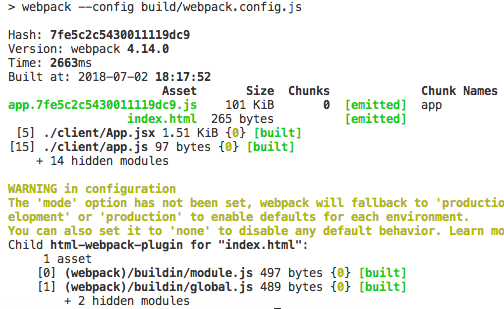 > webpack --config build/webpack.config.js
Hash: 7fe5c2c5430011119dc9
Version: webpack 4.14.0
Time: 2663ms
Built at: 2018-07-02 18:17:52
Asset Size Chunks Chunk Names
app.7fe5c2c5430011119dc9.js 101 KiB 0 [emitted] app
index.html 265 bytes [emitted]
[5] ./client/App.jsx 1.51 KiB {0} [built]
[15] ./client/app.js 97 bytes {0} [built]
+ 14 hidden modules
WARNING in configuration
The 'mode' option has not been set, webpack will fallback to 'productio
elopment' or 'production' to enable defaults for each environment.
You can also set it to 'none' to disable any default behavior. Learn mo
Child html-webpack-plugin for "index.html":
1 asset
[0] (webpack)/buildin/module.js 497 bytes {0} [built]
[1] (webpack)/buildin/global.js 489 bytes {0} [built]
+ 2 hidden modules